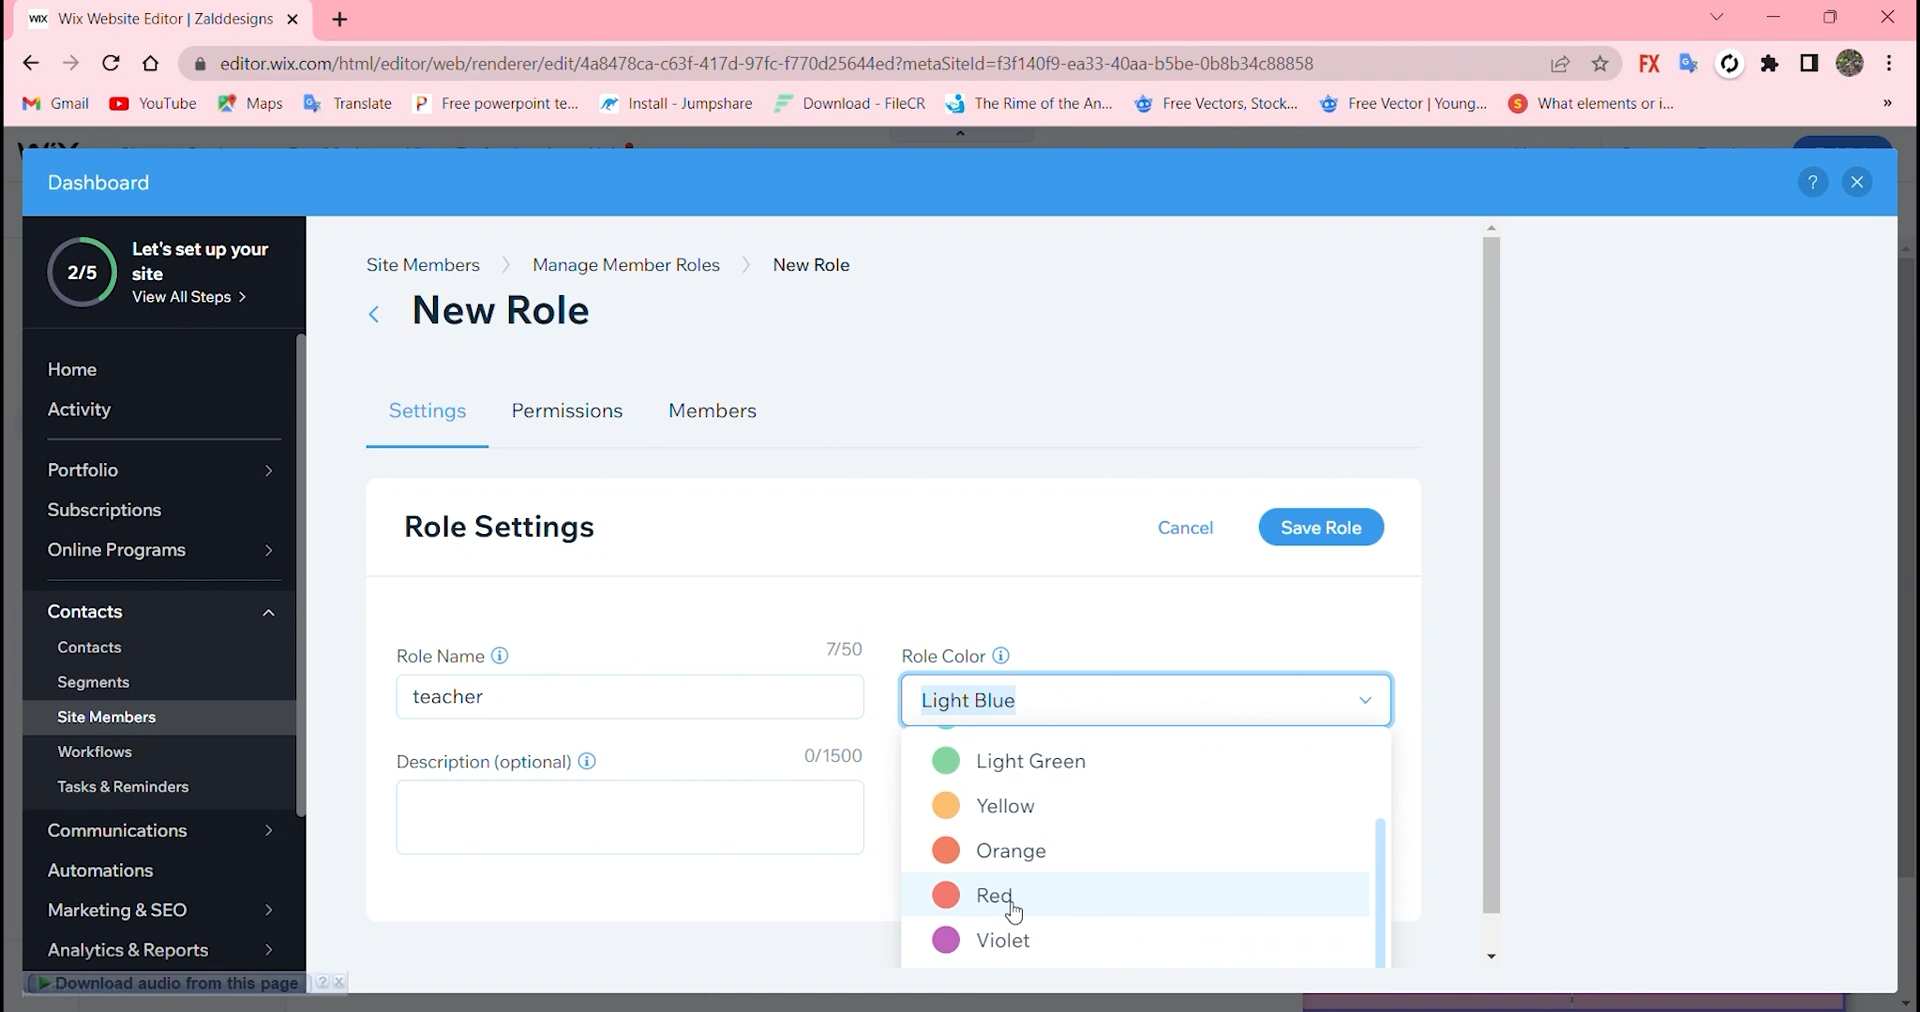 WIX Wix Website Editor | Zalddesigns
editor.wix.com/html/editor/web/renderer/edit/4a8478ca-c63f-417d-97fc-f770d25644ed?metaSiteId=f3f140f9-ea33-40aa-b5be-0b8b34c88858
FX
Gmail YouTube Maps Translate Free powerpoint te... Install - Jumpshare Download - FileCR The Rime of the An... Free Vectors, Stock... Free Vector | Young... What elements or i... »
Dashboard ?
2/5
Let's set up your
site
View All Steps >
Home
Activity
Portfolio
Subscriptions
Online Programs
Contacts
Contacts
Segments
Site Members
Workflows
Tasks & Reminders
Communications
Automations
Marketing & SEO
Analytics & Reports
Download audio from this page ? x
Site Members > Manage Member Roles > New Role
New Role
Settings Permissions Members
Role Settings
Cancel Save Role
Role Name 7/50
teacher
Description (optional) 0/1500
Role Color
Light Blue
Light Green
Yellow
Orange
Red
Violet